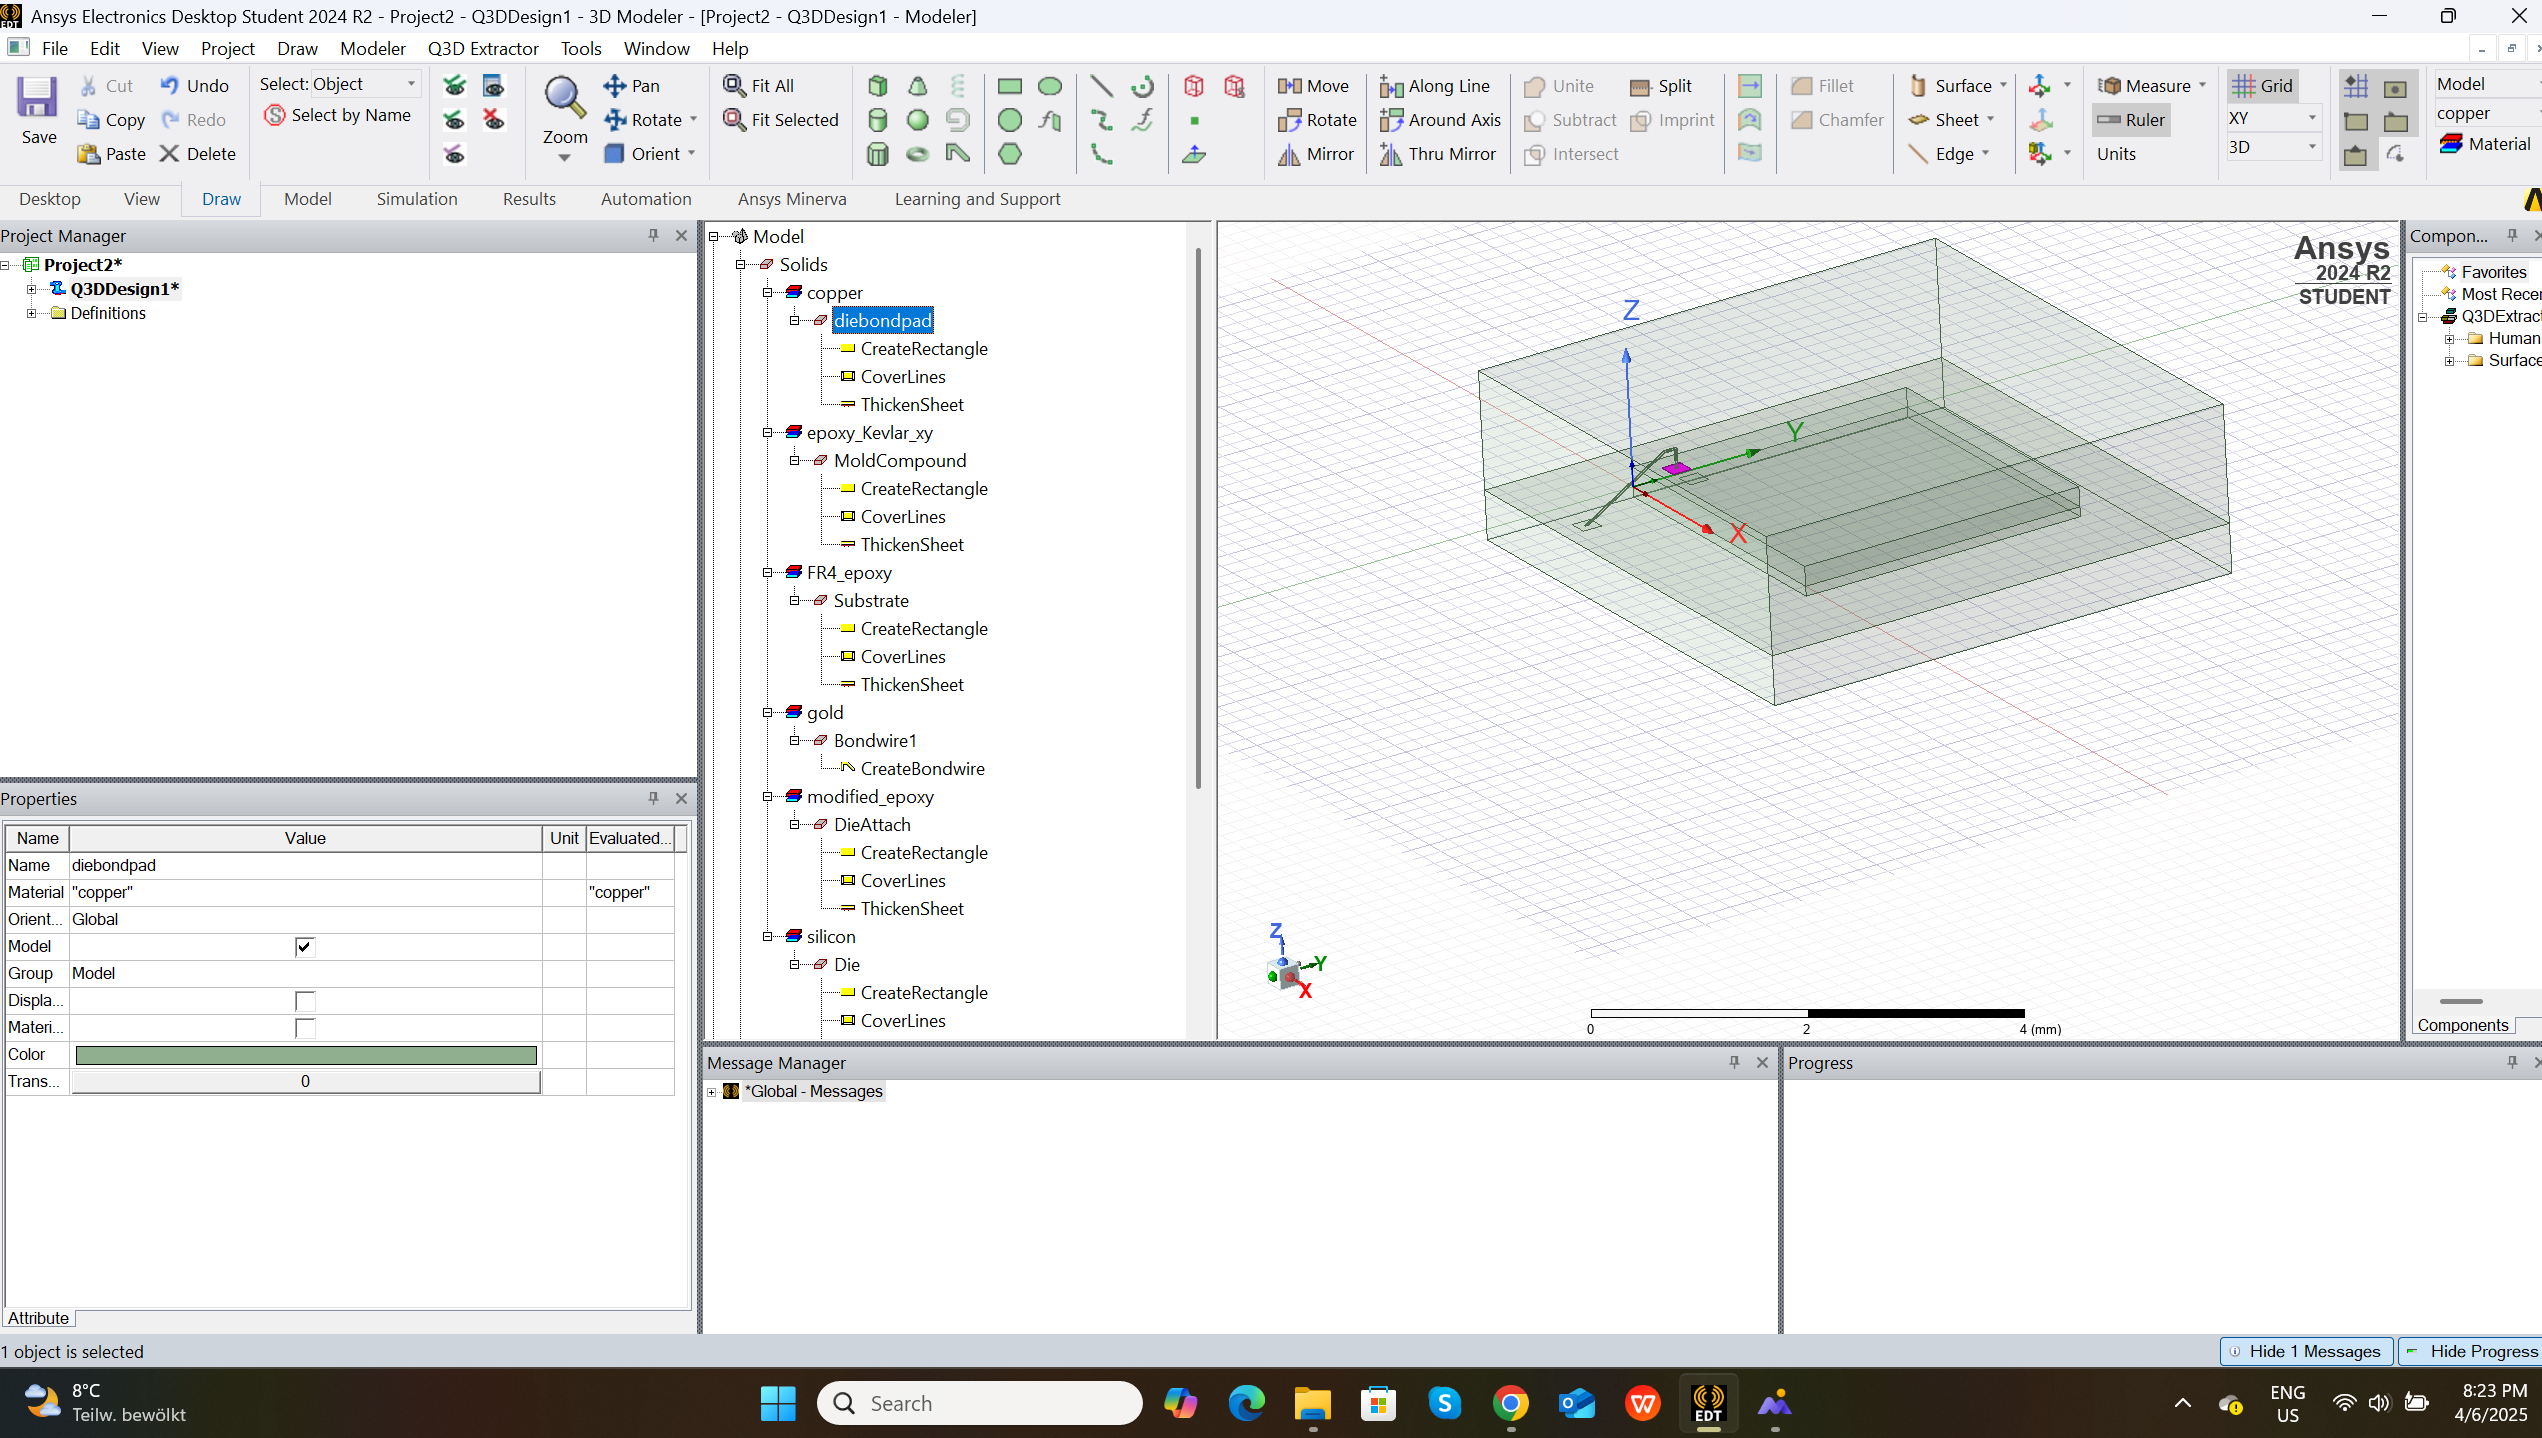 Ansys Electronics Desktop Student 2024 R2 - Project2 - Q3DDesign1 - 3D Modeler - [Project2 - Q3DDesign1 - Modeler]
File Edit View Project Draw Modeler Q3D Extractor Tools Window Help
Save
Cut
Copy
Paste
Undo
Redo
Delete
Select: Object
Select by Name
Zoom
Pan
Rotate
Orient
Fit All
Fit Selected
Move
Rotate
Mirror
Along Line
Around Axis
Thru Mirror
Unite
Subtract
Intersect
Split
Imprint
Fillet
Chamfer
Surface
Sheet
Edge
Measure
Ruler
Units
Grid
XY
3D
Model
copper
Material
Desktop View Draw Model Simulation Results Automation Ansys Minerva Learning and Support
Project Manager
Project2*
Q3DDesign1*
Definitions
Model
Solids
copper
diebondpad
CreateRectangle
CoverLines
ThickenSheet
epoxy_Kevlar_xy
MoldCompound
CreateRectangle
CoverLines
ThickenSheet
FR4_epoxy
Substrate
CreateRectangle
CoverLines
ThickenSheet
gold
Bondwire1
CreateBondwire
modified_epoxy
DieAttach
CreateRectangle
CoverLines
ThickenSheet
silicon
Die
CreateRectangle
CoverLines
Ansys
2024 R2
STUDENT
Z
Y
X
Z
Y
X
0 2 4 (mm)
Compon...
Favorites
Most Recen
Q3DExtract
Human
Surface
Components
Properties
Name Value Unit Evaluated...
Name diebondpad
Material "copper" "copper"
Orient... Global
Model
Group Model
Displa...
Materi...
Color
Trans... 0
Attribute
Message Manager
*Global - Messages
Progress
1 object is selected
Hide 1 Messages
Hide Progress
8°C
Teilw. bewölkt
Search
EDT
ENG
US
8:23 PM
4/6/2025